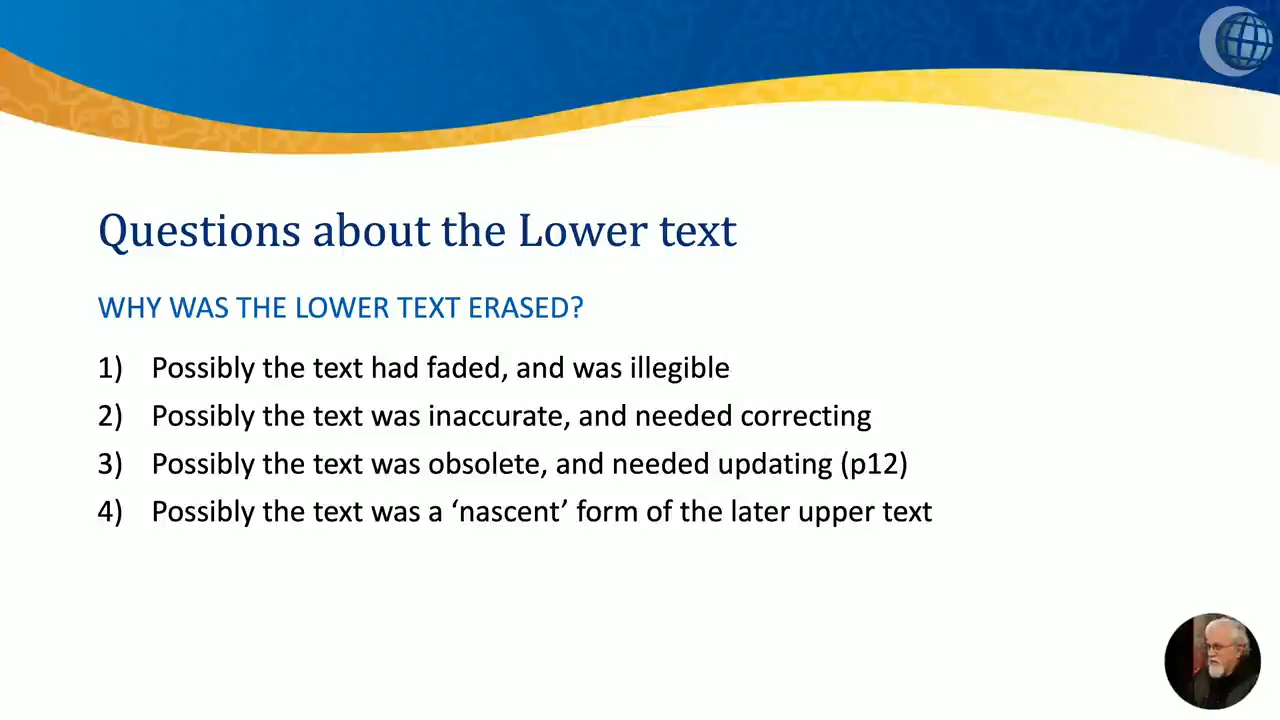 Questions about the Lower text
WHY WAS THE LOWER TEXT ERASED?
1) Possibly the text had faded, and was illegible
2) Possibly the text was inaccurate, and needed correcting
3) Possibly the text was obsolete, and needed updating (p12)
4) Possibly the text was a ‘nascent’ form of the later upper text